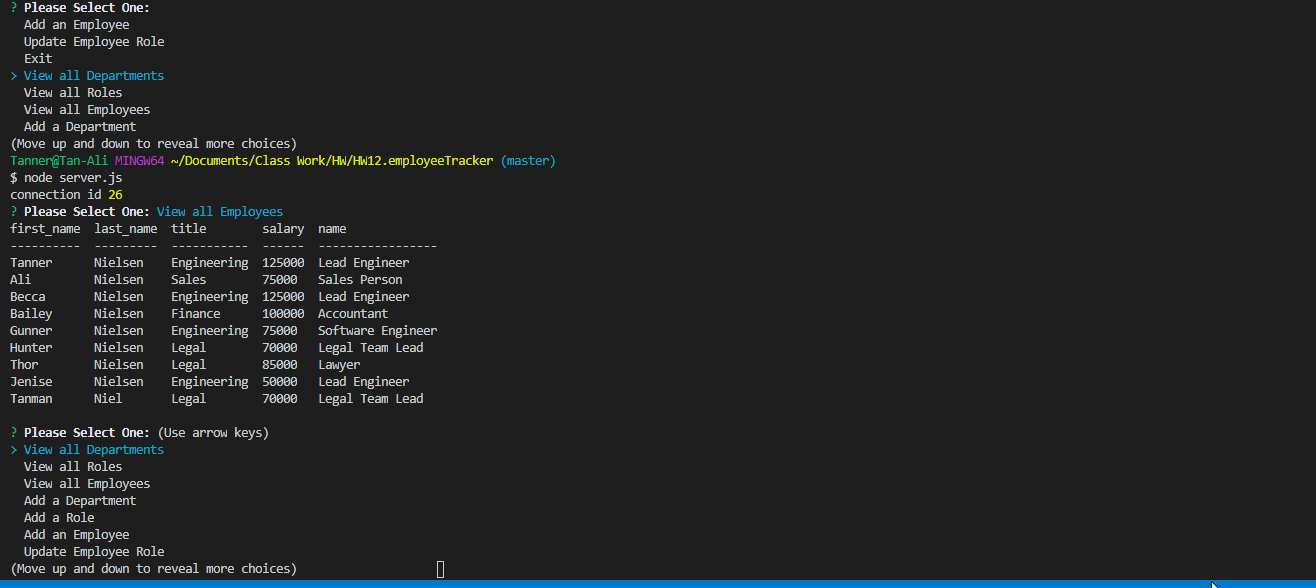 ? Please Select One:
  Add an Employee
  Update Employee Role
  Exit
> View all Departments
  View all Roles
  View all Employees
  Add a Department
(Move up and down to reveal more choices)
Tanner@Tan-Ali MINGW64 ~/Documents/Class Work/HW/HW12.employeeTracker (master)
$ node server.js
connection id 26
? Please Select One: View all Employees
first_name  last_name  title        salary  name
----------  ---------  -----------  ------  -----------------
Tanner      Nielsen    Engineering  125000  Lead Engineer
Ali         Nielsen    Sales        75000   Sales Person
Becca       Nielsen    Engineering  125000  Lead Engineer
Bailey      Nielsen    Finance      100000  Accountant
Gunner      Nielsen    Engineering  75000   Software Engineer
Hunter      Nielsen    Legal        70000   Legal Team Lead
Thor        Nielsen    Legal        85000   Lawyer
Jenise      Nielsen    Engineering  50000   Lead Engineer
Tanman      Niel       Legal        70000   Legal Team Lead

? Please Select One: (Use arrow keys)
> View all Departments
  View all Roles
  View all Employees
  Add a Department
  Add a Role
  Add an Employee
  Update Employee Role
(Move up and down to reveal more choices)